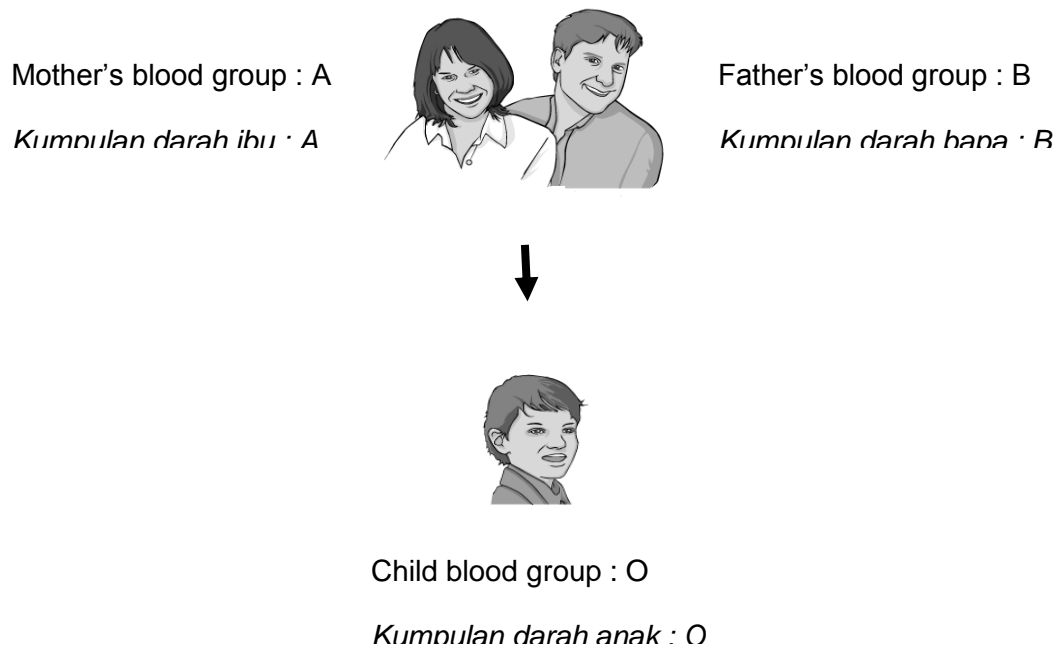 Mother’s blood group : A
Father’s blood group : B
Kumpulan darah ibu : A
Kumpulan darah bapa : B
Child blood group : O
Kumpulan darah anak : O